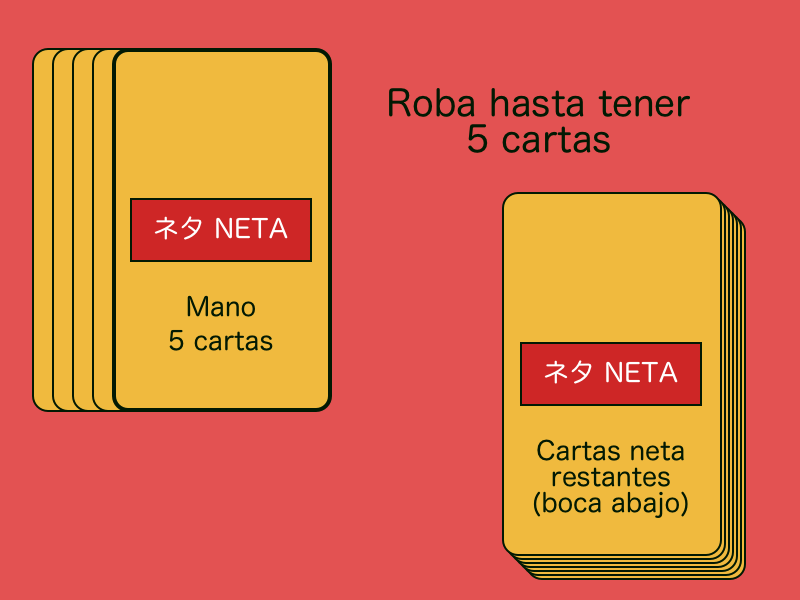 Roba hasta tener
5 cartas
ネタ NETA
Mano
5 cartas
ネタ NETA
Cartas neta
restantes
(boca abajo)